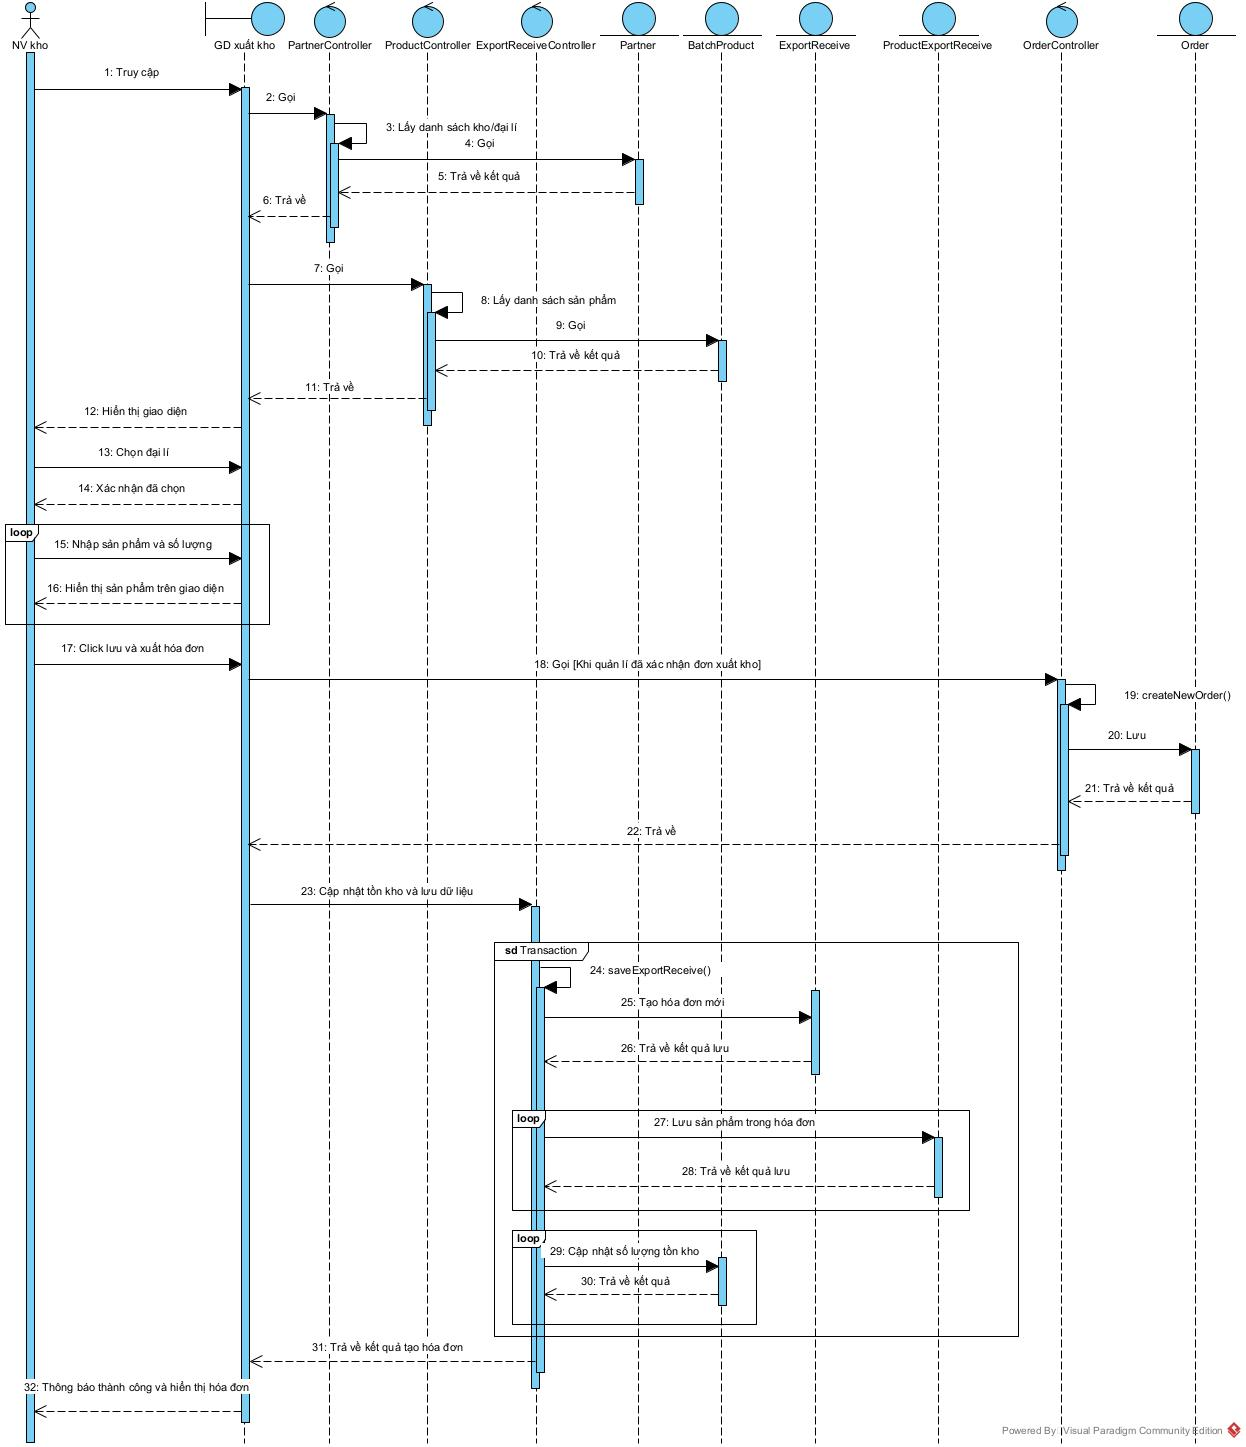 NV kho
GD xuất kho
PartnerController
ProductController
ExportReceiveController
Partner
BatchProduct
ExportReceive
ProductExportReceive
OrderController
Order
1: Truy cập
2: Gọi
3: Lấy danh sách kho/đại lí
4: Gọi
5: Trả về kết quả
6: Trả về
7: Gọi
8: Lấy danh sách sản phẩm
9: Gọi
10: Trả về kết quả
11: Trả về
12: Hiển thị giao diện
13: Chọn đại lí
14: Xác nhận đã chọn
loop
15: Nhập sản phẩm và số lượng
16: Hiển thị sản phẩm trên giao diện
17: Click lưu và xuất hóa đơn
18: Gọi [Khi quản lí đã xác nhận đơn xuất kho]
19: createNewOrder()
20: Lưu
21: Trả về kết quả
22: Trả về
23: Cập nhật tồn kho và lưu dữ liệu
sd Transaction
24: saveExportReceive()
25: Tạo hóa đơn mới
26: Trả về kết quả lưu
loop
27: Lưu sản phẩm trong hóa đơn
28: Trả về kết quả lưu
loop
29: Cập nhật số lượng tồn kho
30: Trả về kết quả
31: Trả về kết quả tạo hóa đơn
32: Thông báo thành công và hiển thị hóa đơn
Powered By Visual Paradigm Community Edition